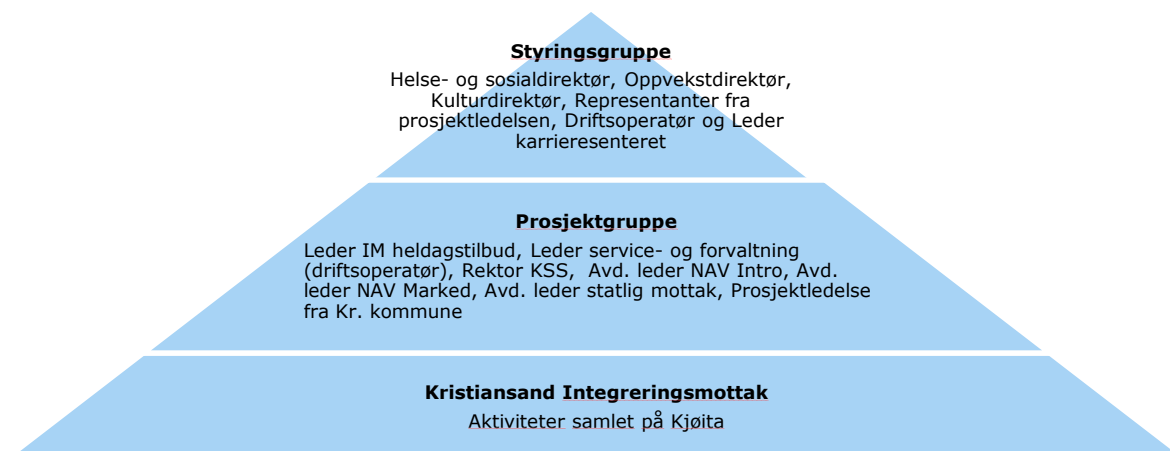 Styringsgruppe
Helse- og sosialdirektør, Oppvekstdirektør,
Kulturdirektør, Representanter fra
prosjektledelsen, Driftsoperatør og Leder
karrieresenteret
Prosjektgruppe
Leder IM heldagstilbud, Leder service- og forvaltning
(driftsoperatør), Rektor KSS,  Avd. leder NAV Intro, Avd.
leder NAV Marked, Avd. leder statlig mottak, Prosjektledelse
fra Kr. kommune
Kristiansand Integreringsmottak
Aktiviteter samlet på Kjøita